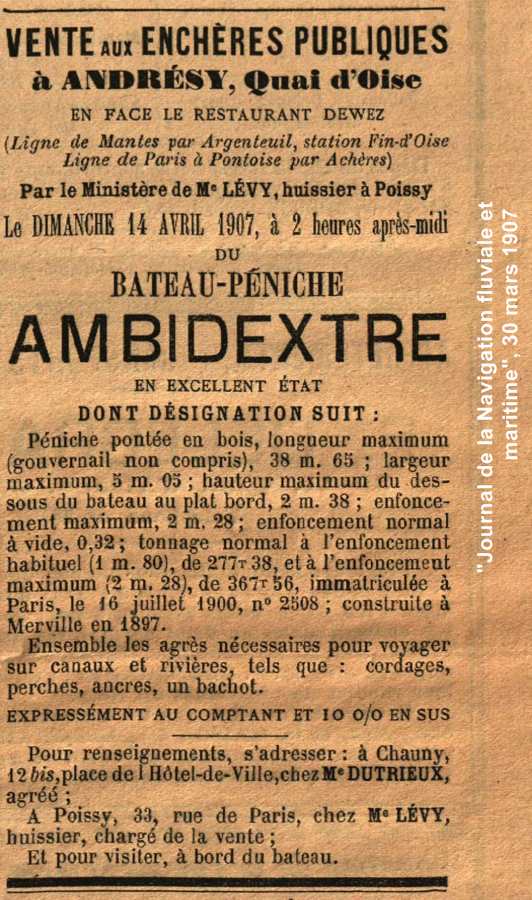 VENTE AUX ENCHÈRES PUBLIQUES
à ANDRÉSY, Quai d'Oise
EN FACE LE RESTAURANT DEWEZ
(Ligne de Mantes par Argenteuil, station Fin-d'Oise
Ligne de Paris à Pontoise par Achères)
Par le Ministère de Me LÉVY, huissier à Poissy
Le DIMANCHE 14 AVRIL 1907, à 2 heures après-midi
DU
BATEAU-PÉNICHE
AMBIDEXTRE
EN EXCELLENT ÉTAT
DONT DÉSIGNATION SUIT :
Péniche pontée en bois, longueur maximum
(gouvernail non compris), 38 m. 65 ; largeur
maximum, 5 m. 05 ; hauteur maximum du des-
sous du bateau au plat bord, 2 m. 38 ; enfonce-
ment maximum, 2 m. 28 ; enfoncement normal
à vide, 0,32 ; tonnage normal à l'enfoncement
habituel (1 m. 80), de 277T38, et à l'enfoncement
maximum (2 m. 28), de 367T56, immatriculée à
Paris, le 16 juillet 1900, n° 2508 ; construite à
Merville en 1897.
Ensemble les agrès nécessaires pour voyager
sur canaux et rivières, tels que : cordages,
perches, ancres, un bachot.
EXPRESSÉMENT AU COMPTANT ET 10 0/0 EN SUS
Pour renseignements, s'adresser : à Chauny,
12 bis, place de l Hôtel-de-Ville, chez Me DUTRIEUX,
agréé ;
A Poissy, 33, rue de Paris, chez Me LÉVY,
huissier, chargé de la vente ;
Et pour visiter, à bord du bateau.
"Journal de la Navigation fluviale et
maritime", 30 mars 1907